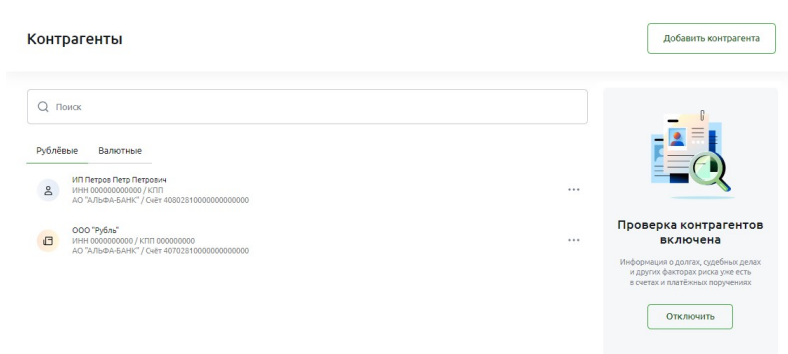 Контрагенты
Добавить контрагента
Поиск
Рублёвые Валютные
ИП Петров Петр Петрович
ИНН 000000000000 / КПП
АО "АЛЬФА-БАНК" / Счёт 40802810000000000000
ООО "Рубль"
ИНН 0000000000 / КПП 000000000
АО "АЛЬФА-БАНК" / Счёт 40702810000000000000
Проверка контрагентов
включена
Информация о долгах, судебных делах
и других факторах риска уже есть
в счетах и платёжных поручениях
Отключить